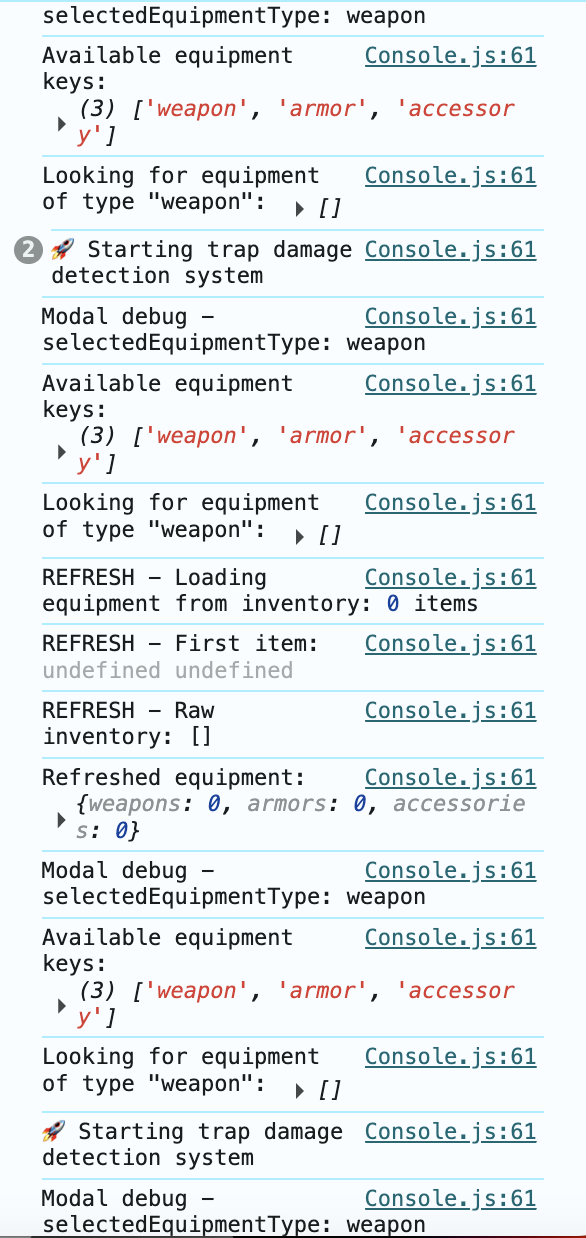 selectedEquipmentType: weapon
Available equipment Console.js:61
keys:
▶ (3) ['weapon', 'armor', 'accessor
y']
Looking for equipment Console.js:61
of type "weapon": ▶ []
2 🚀 Starting trap damage Console.js:61
detection system
Modal debug – Console.js:61
selectedEquipmentType: weapon
Available equipment Console.js:61
keys:
▶ (3) ['weapon', 'armor', 'accessor
y']
Looking for equipment Console.js:61
of type "weapon": ▶ []
REFRESH – Loading Console.js:61
equipment from inventory: 0 items
REFRESH – First item: Console.js:61
undefined undefined
REFRESH – Raw Console.js:61
inventory: []
Refreshed equipment: Console.js:61
▶ {weapons: 0, armors: 0, accessorie
s: 0}
Modal debug – Console.js:61
selectedEquipmentType: weapon
Available equipment Console.js:61
keys:
▶ (3) ['weapon', 'armor', 'accessor
y']
Looking for equipment Console.js:61
of type "weapon": ▶ []
🚀 Starting trap damage Console.js:61
detection system
Modal debug – Console.js:61
selectedEquipmentType: weapon